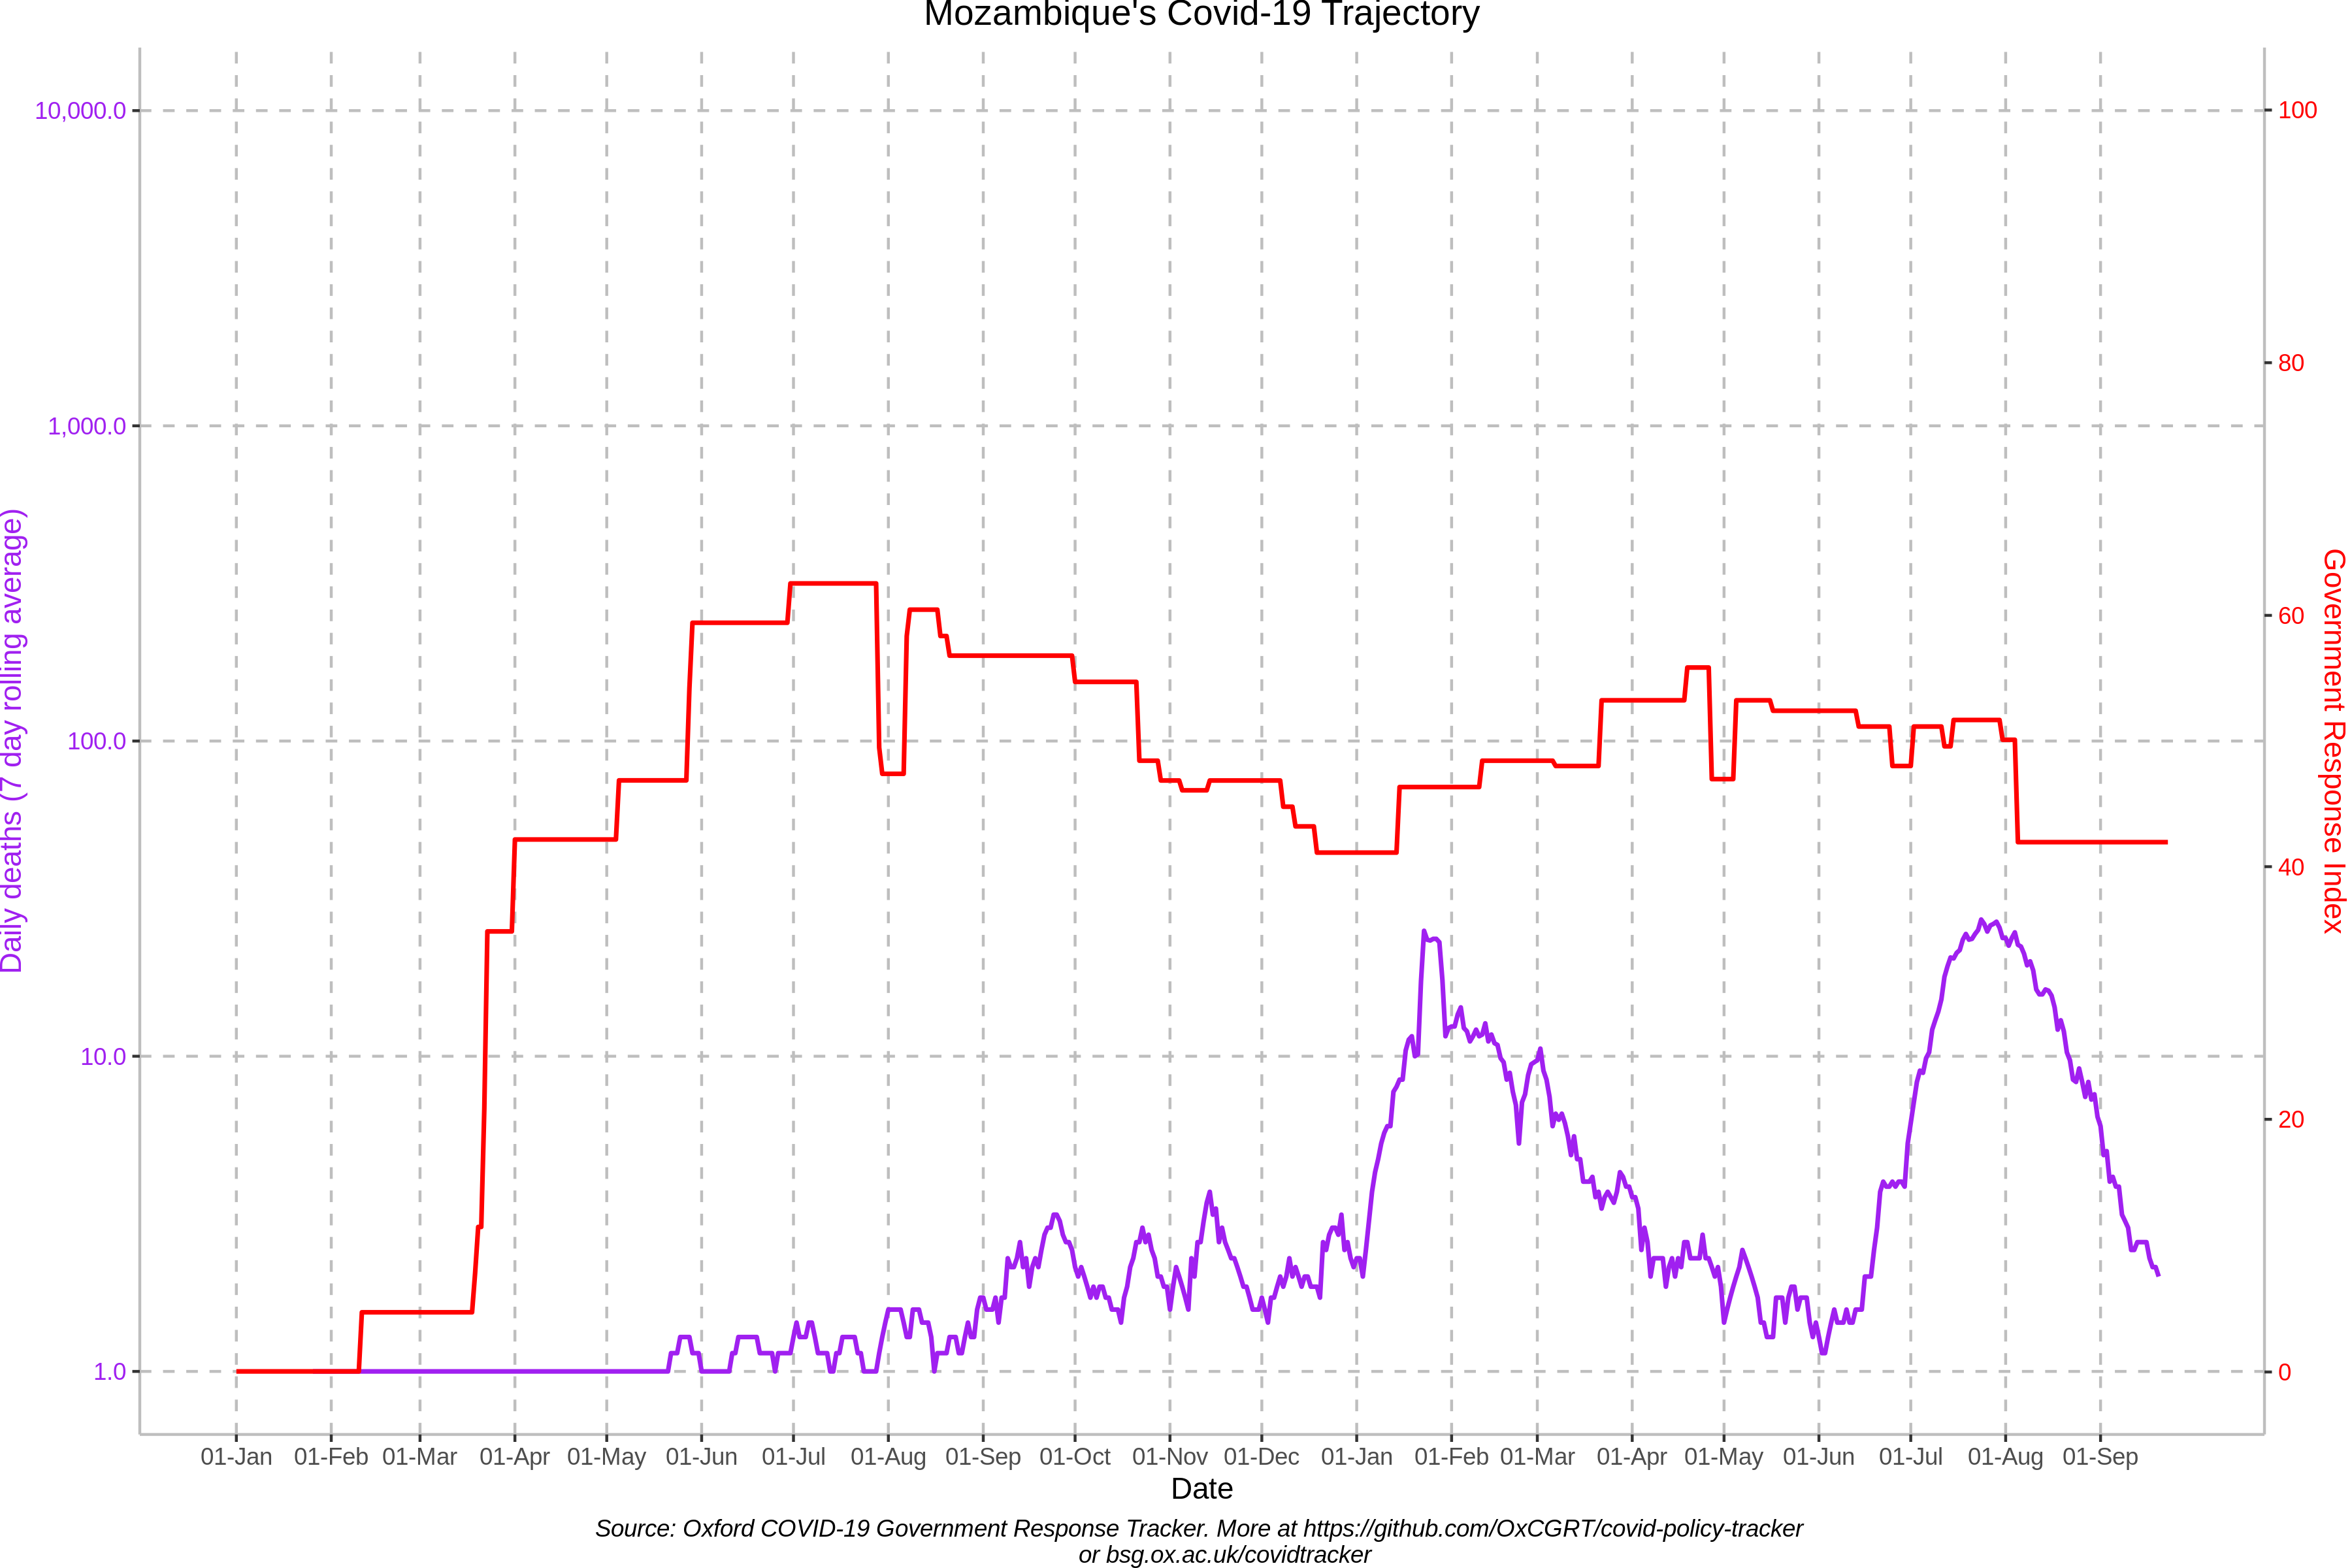 Mozambique's Covid-19 Trajectory
10,000.0
1,000.0
100.0
10.0
1.0
Daily deaths (7 day rolling average)
100
80
60
40
20
0
Government Response Index
01-Jan 01-Feb 01-Mar 01-Apr 01-May 01-Jun 01-Jul 01-Aug 01-Sep 01-Oct 01-Nov 01-Dec 01-Jan 01-Feb 01-Mar 01-Apr 01-May 01-Jun 01-Jul 01-Aug 01-Sep
Date
Source: Oxford COVID-19 Government Response Tracker. More at https://github.com/OxCGRT/covid-policy-tracker
or bsg.ox.ac.uk/covidtracker